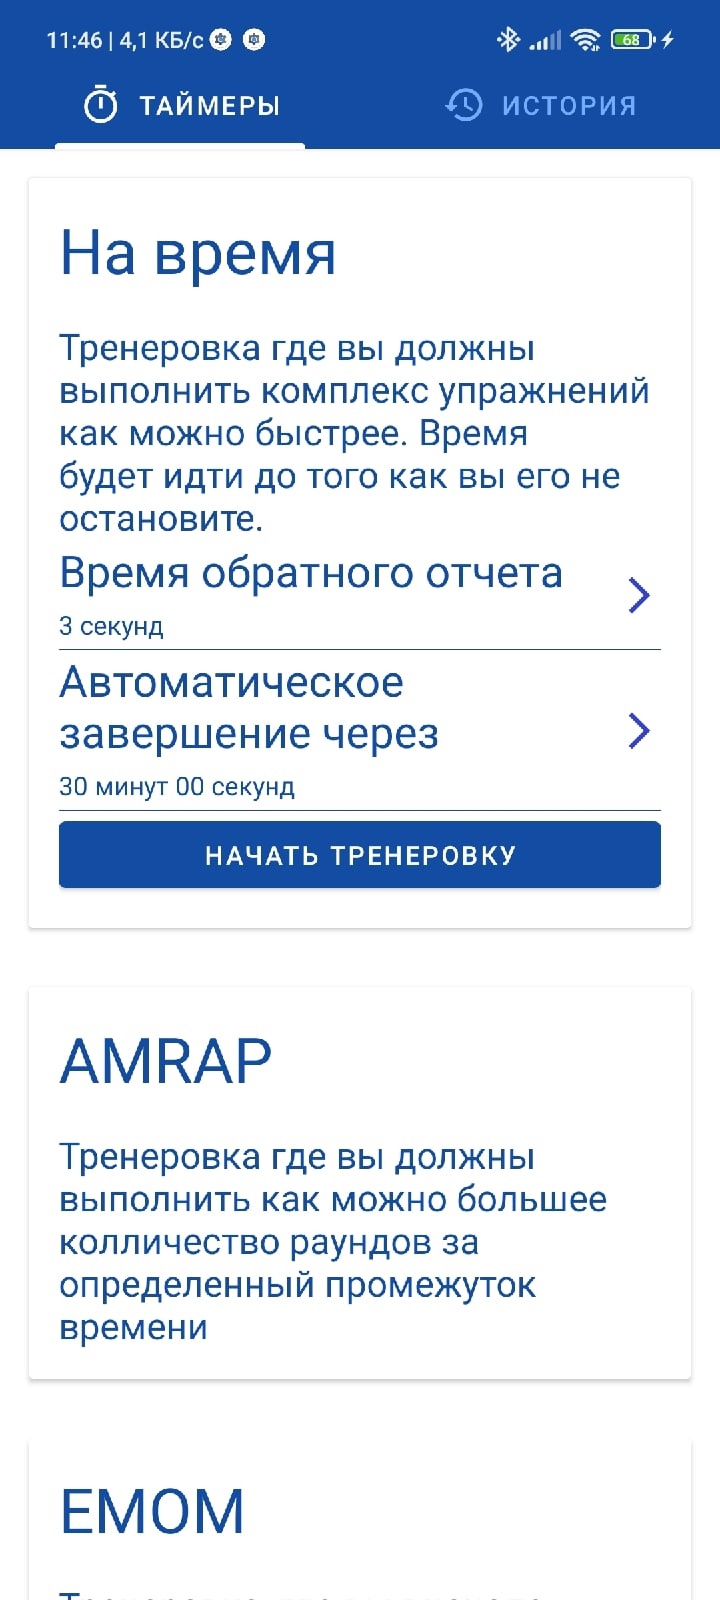 11:46 | 4,1 КБ/с
68
ТАЙМЕРЫ
ИСТОРИЯ
На время
Тренеровка где вы должны
выполнить комплекс упражнений
как можно быстрее. Время
будет идти до того как вы его не
остановите.
Время обратного отчета
3 секунд
Автоматическое
завершение через
30 минут 00 секунд
НАЧАТЬ ТРЕНЕРОВКУ
AMRAP
Тренеровка где вы должны
выполнить как можно большее
колличество раундов за
определенный промежуток
времени
EMOM